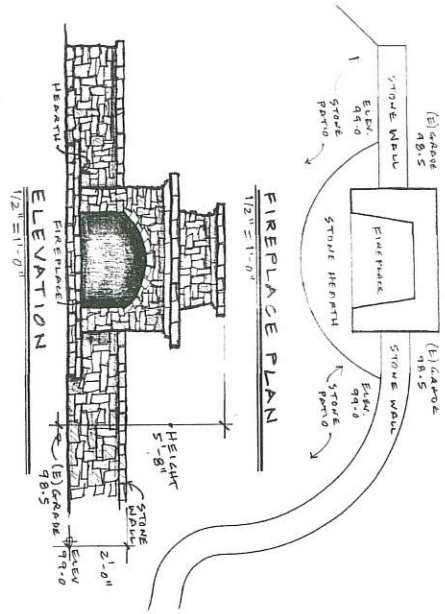 (E) GRADE
98.5
STONE WALL
ELEV.
99.0
STONE
PATIO
FIREPLACE
STONE HEARTH
STONE WALL
(E) GARDE
98.5
ELEV.
99.0
STONE
PATIO
FIREPLACE PLAN
1/2" = 1'-0"
HEIGHT
5'-8"
STONE
WALL
2'-0"
ELEV
99.0
(E) GRADE
98.5
HEARTH
FIREPLACE
ELEVATION
1/2" = 1'-0"